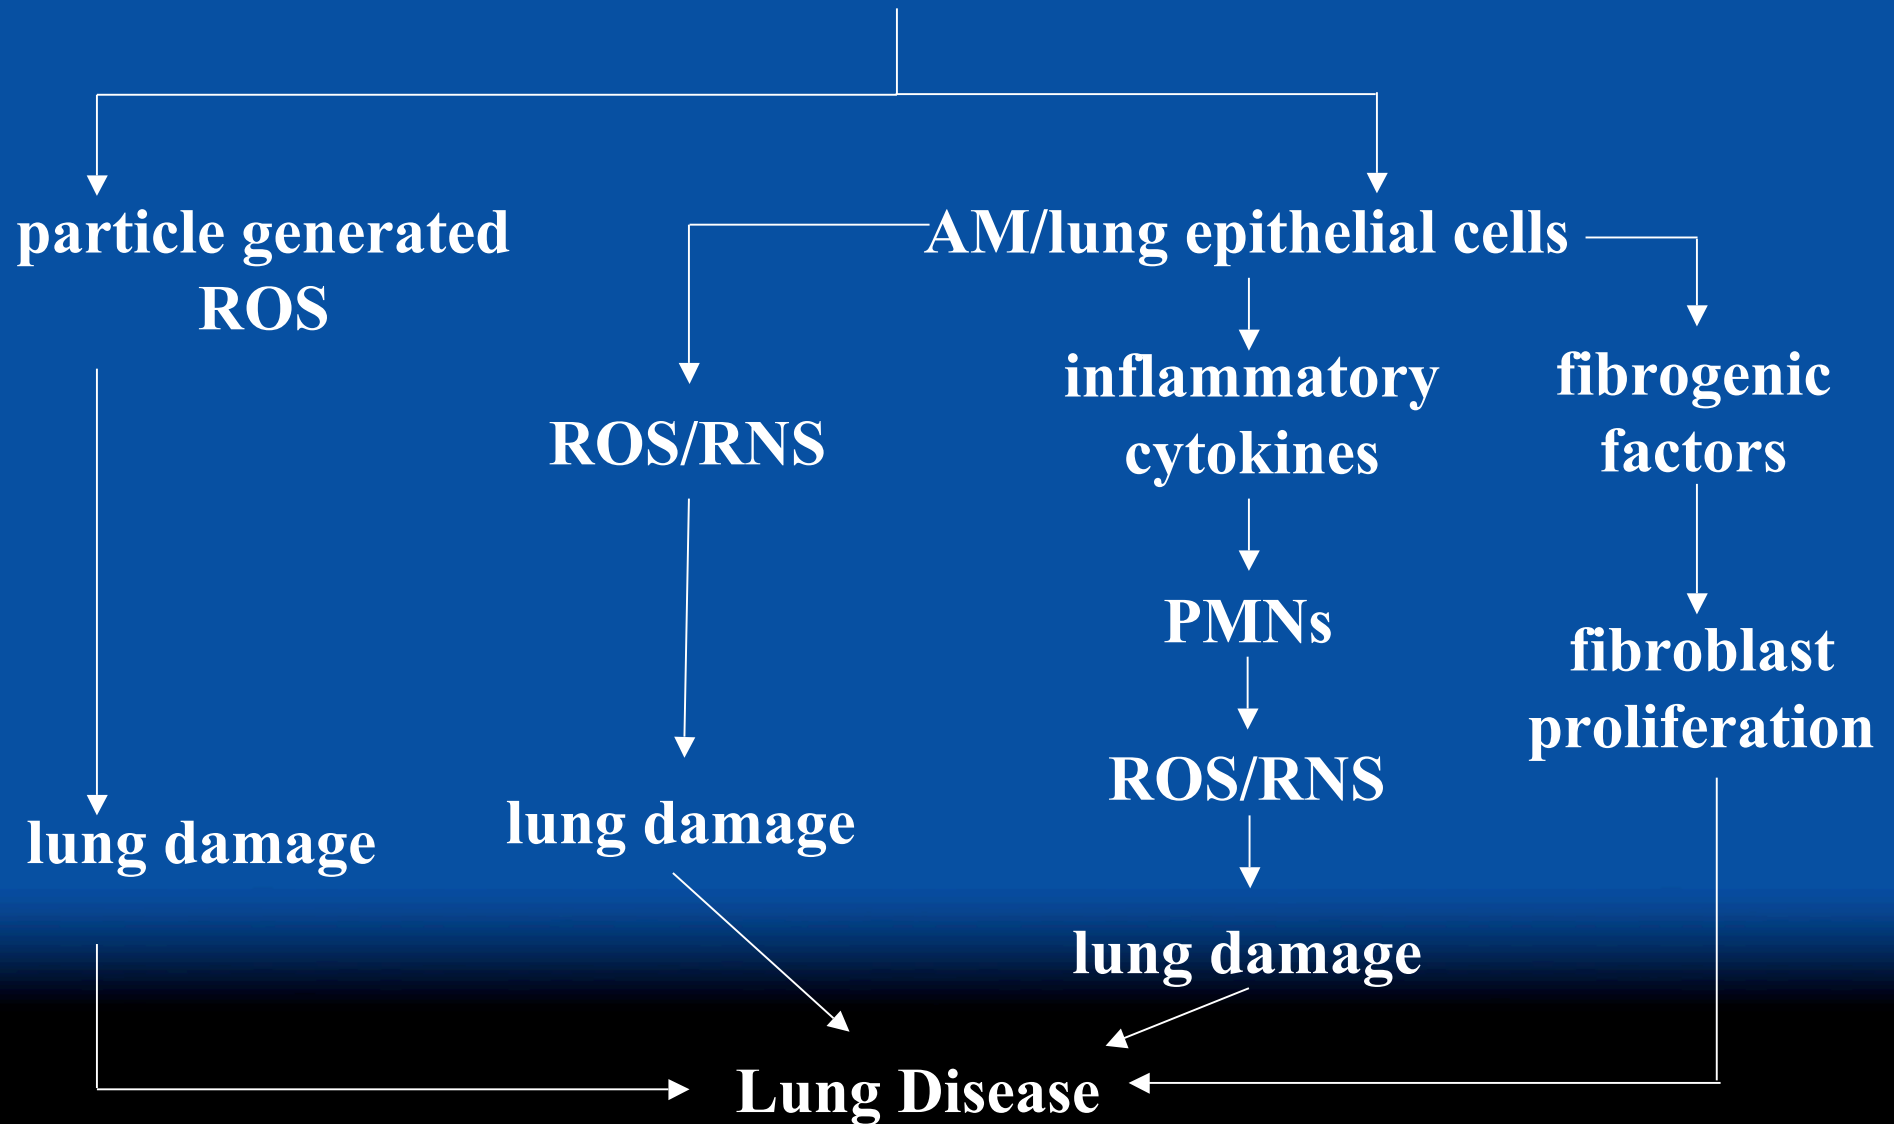 particle generated
ROS
AM/lung epithelial cells
ROS/RNS
inflammatory
cytokines
fibrogenic
factors
PMNs
fibroblast
proliferation
ROS/RNS
lung damage
lung damage
lung damage
Lung Disease